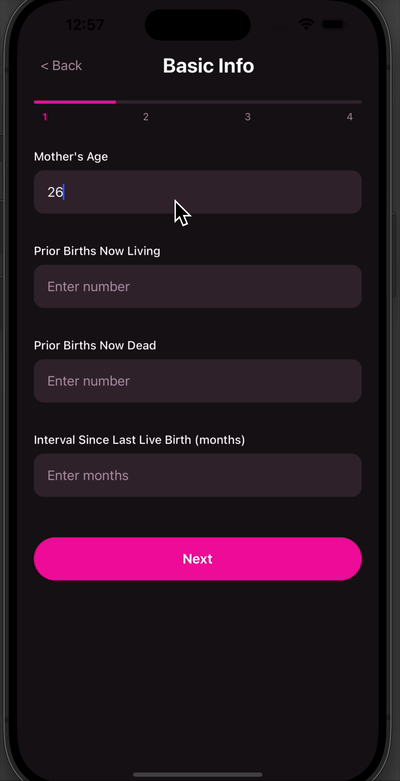 12:57
< Back
Basic Info
1 2 3 4
Mother's Age
26
Prior Births Now Living
Enter number
Prior Births Now Dead
Enter number
Interval Since Last Live Birth (months)
Enter months
Next